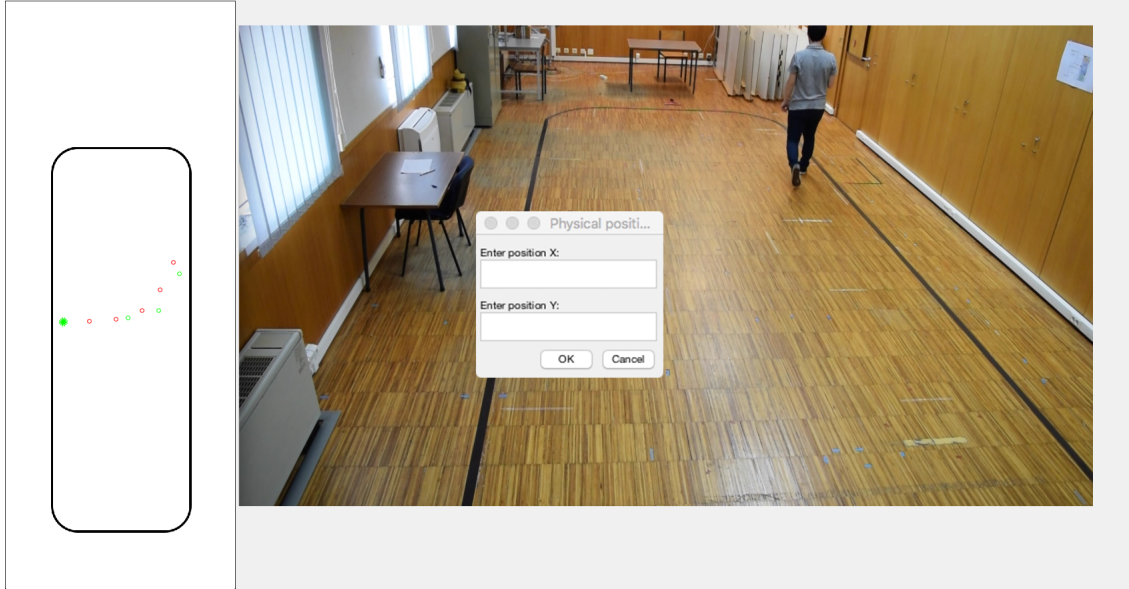 Physical positi...
Enter position X:
Enter position Y:
OK
Cancel